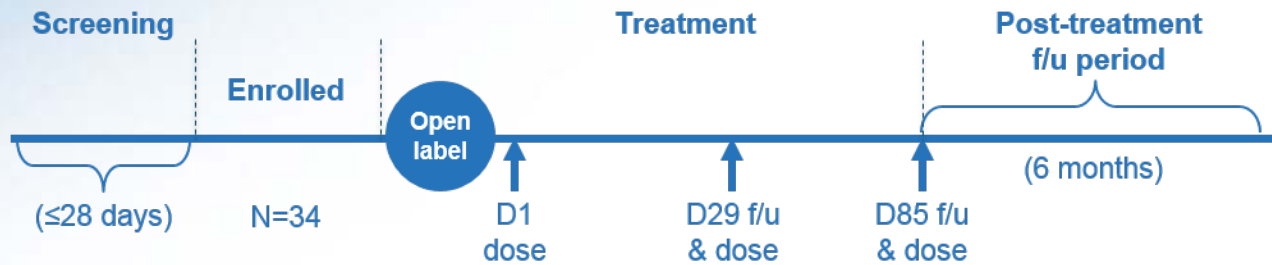 Screening
Treatment
Post-treatment
f/u period
Enrolled
Open
label
(≤28 days)
N=34
D1
dose
D29 f/u
& dose
D85 f/u
& dose
(6 months)